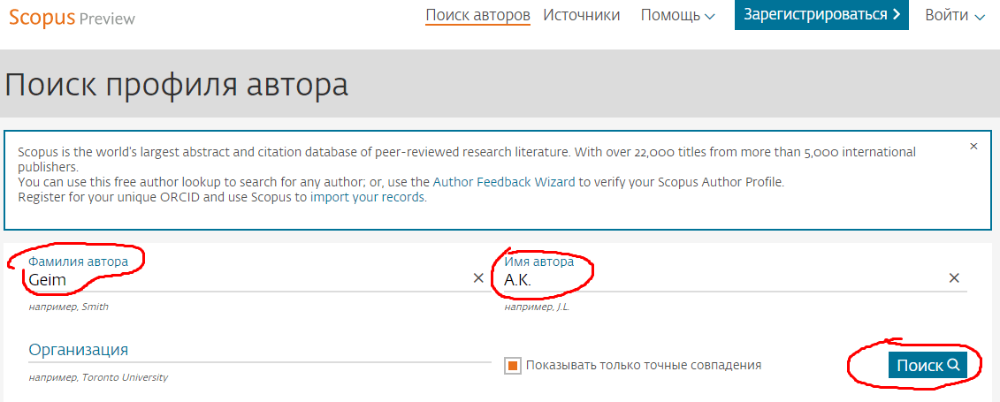 Scopus Preview
Поиск авторов Источники Помощь Зарегистрироваться Войти
Поиск профиля автора
Scopus is the world's largest abstract and citation database of peer-reviewed research literature. With over 22,000 titles from more than 5,000 international
publishers.
You can use this free author lookup to search for any author; or, use the Author Feedback Wizard to verify your Scopus Author Profile.
Register for your unique ORCID and use Scopus to import your records.
Фамилия автора Имя автора
Geim A.K.
например, Smith например, J.L.
Организация
Показывать только точные совпадения Поиск
например, Toronto University